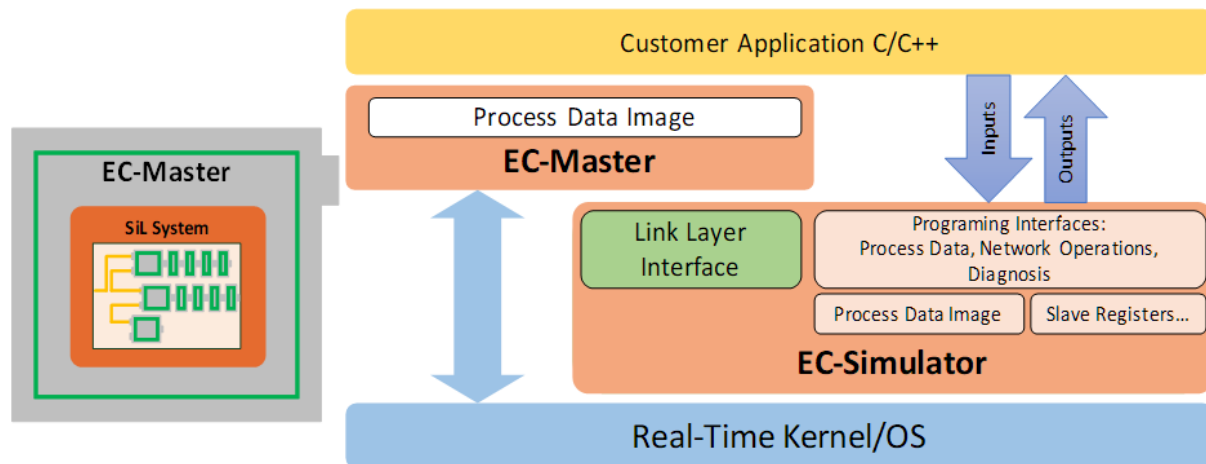 Customer Application C/C++
Process Data Image
EC-Master
Inputs
Outputs
EC-Master
SiL System
Link Layer
Interface
Programing Interfaces:
Process Data, Network Operations,
Diagnosis
Process Data Image
Slave Registers...
EC-Simulator
Real-Time Kernel/OS